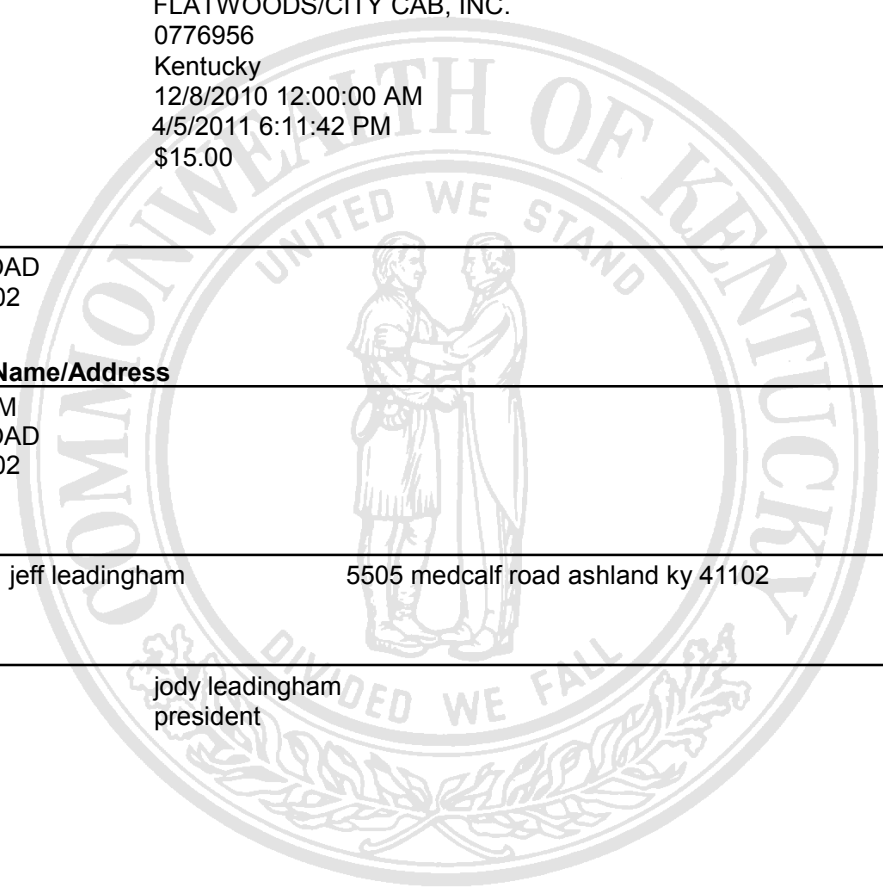 FLATWOODS/CITY CAB, INC.
0776956
Kentucky
12/8/2010 12:00:00 AM
4/5/2011 6:11:42 PM
$15.00
OAD
02
Name/Address
M
OAD
02
jeff leadingham 5505 medcalf road ashland ky 41102
jody leadingham
president
COMMONWEALTH OF KENTUCKY
UNITED WE STAND
DIVIDED WE FALL